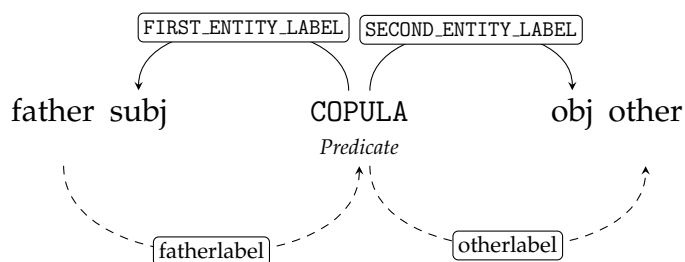 FIRST_ENTITY_LABEL SECOND_ENTITY_LABEL
father subj COPULA obj other
Predicate
fatherlabel otherlabel